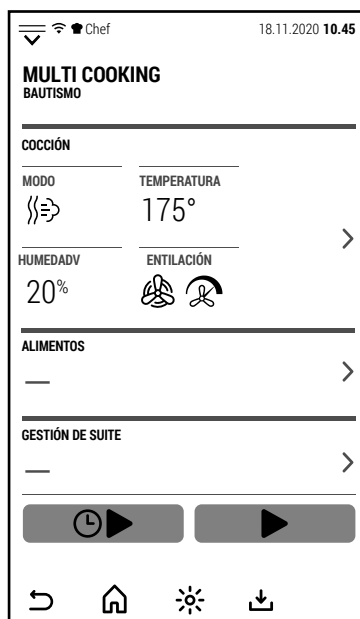 Chef 18.11.2020 10.45
MULTI COOKING
BAUTISMO
COCCIÓN
MODO TEMPERATURA
175°
HUMEDADV ENTILACIÓN
20%
ALIMENTOS
—
GESTIÓN DE SUITE
—